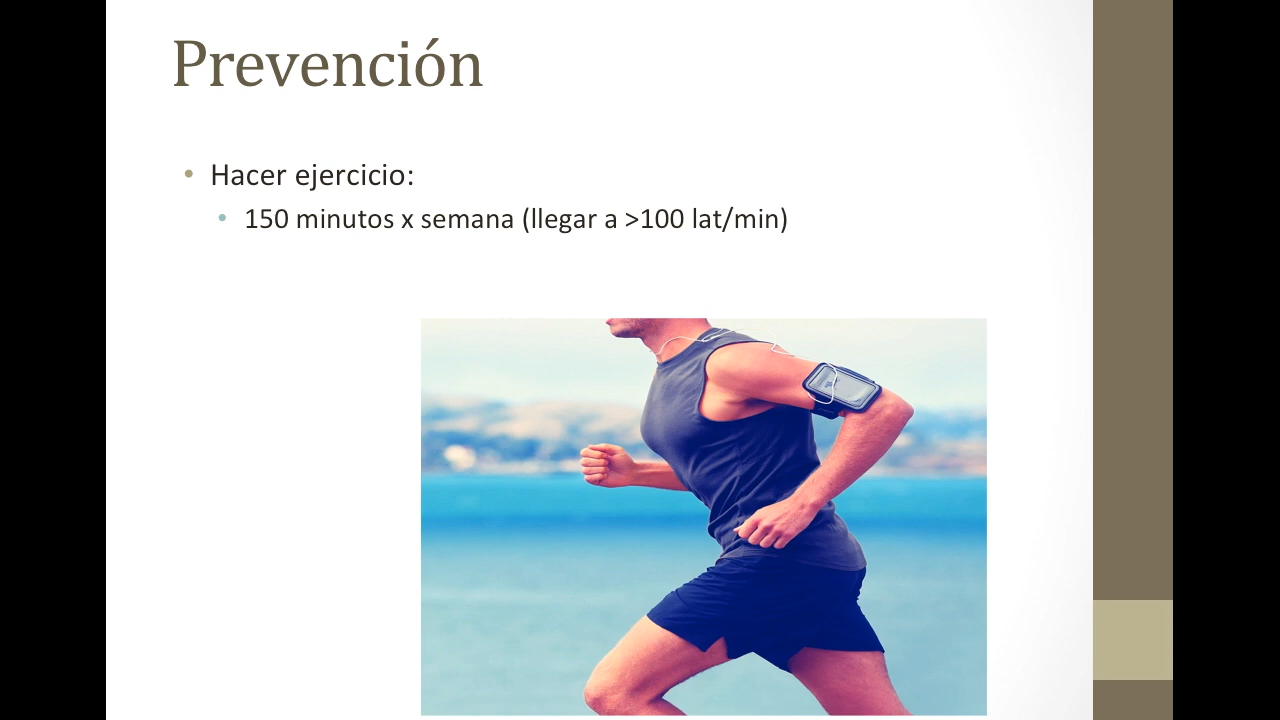 Prevención
• Hacer ejercicio:
• 150 minutos x semana (llegar a >100 lat/min)